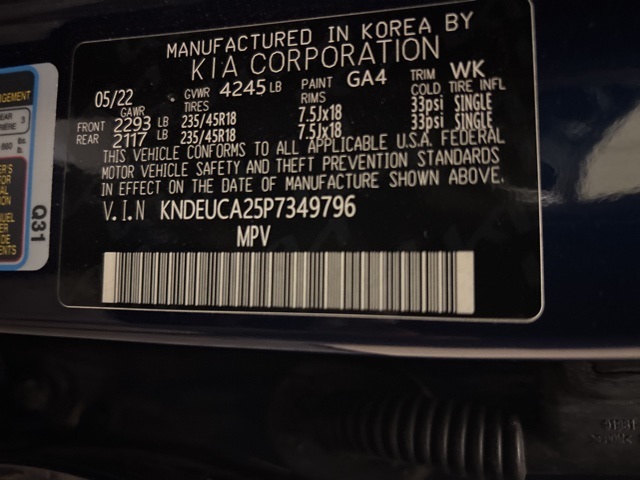 MANUFACTURED IN KOREA BY
KIA CORPORATION
05/22 GVWR 4245 LB PAINT GA4 TRIM WK
GAWR TIRES RIMS COLD TIRE INFL
FRONT 2293 LB 235/45R18 7.5Jx18 33psi SINGLE
REAR 2117 LB 235/45R18 7.5Jx18 33psi SINGLE
THIS VEHICLE CONFORMS TO ALL APPLICABLE U.S.A. FEDERAL
MOTOR VEHICLE SAFETY AND THEFT PREVENTION STANDARDS
IN EFFECT ON THE DATE OF MANUFACTURE SHOWN ABOVE.
V.I.N KNDEUCA25P7349796
MPV
Q31